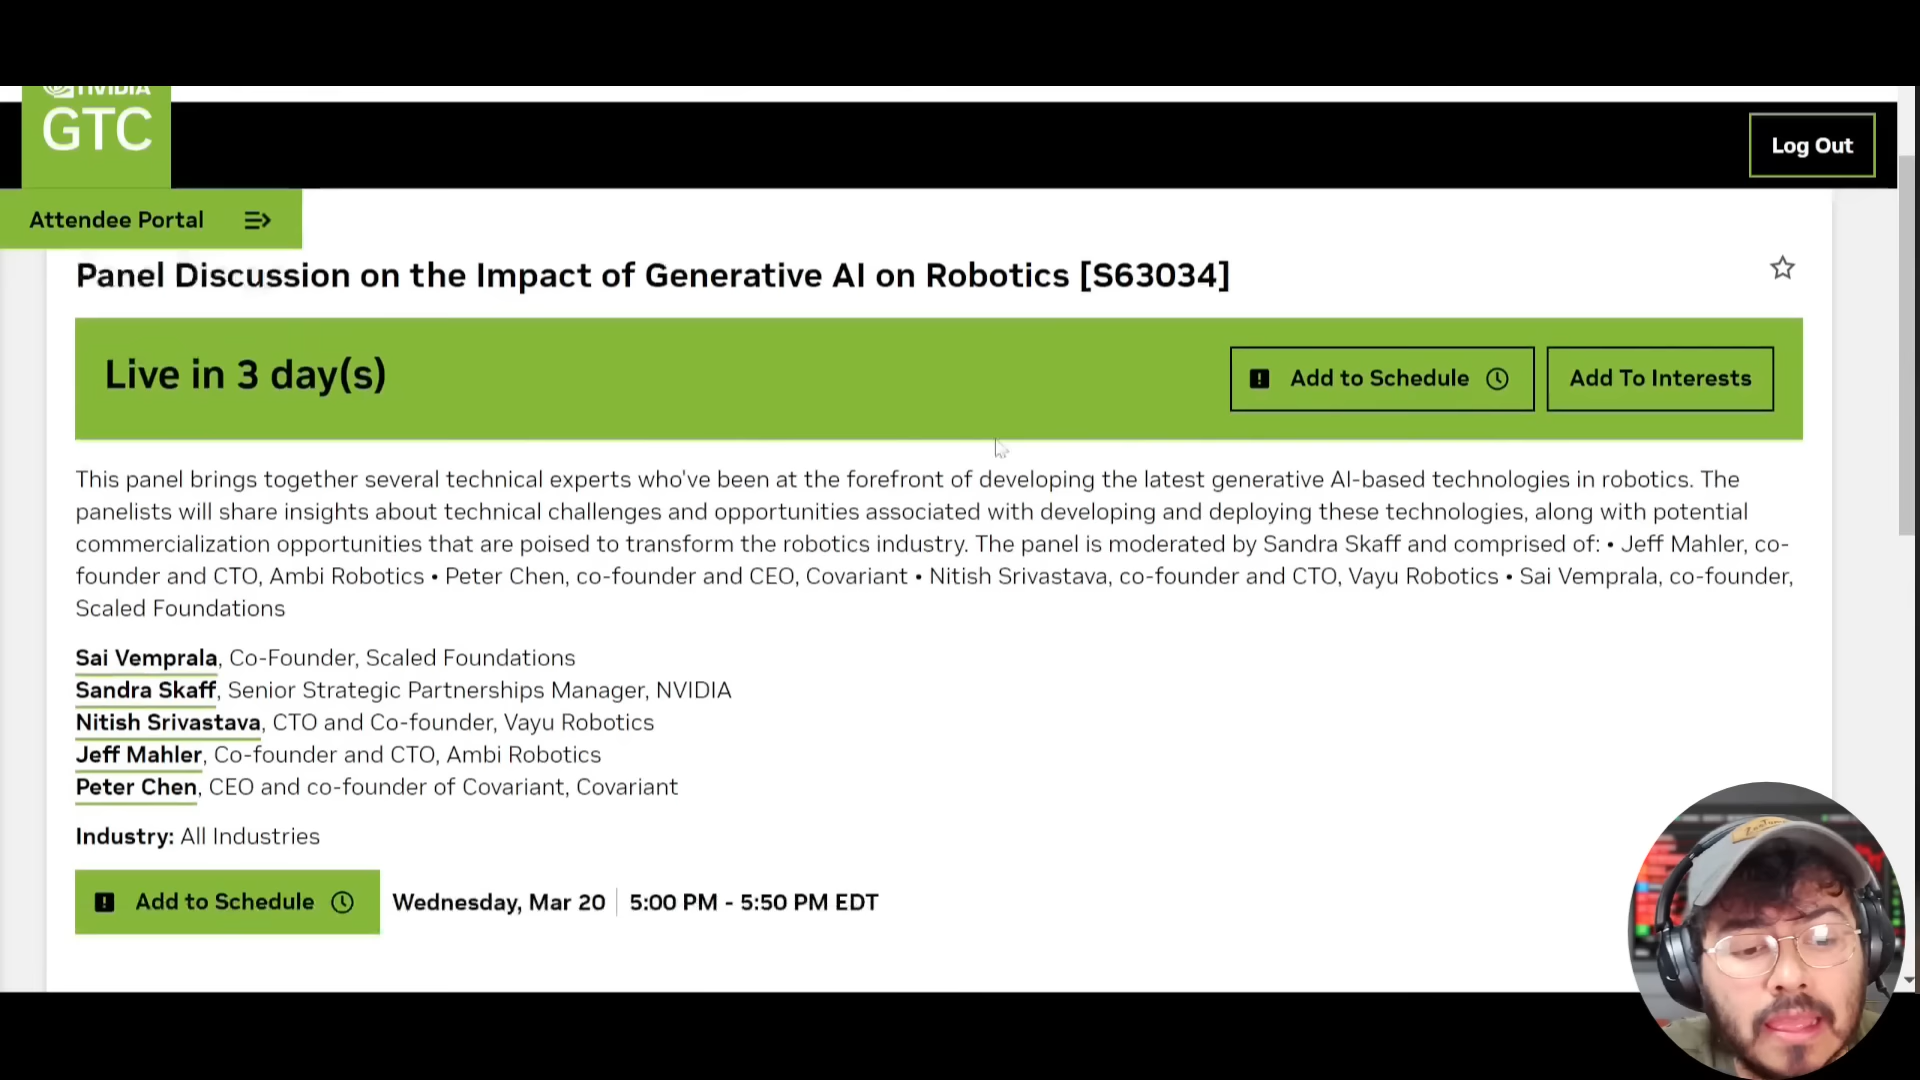 NVIDIA
GTC
Log Out
Attendee Portal
Panel Discussion on the Impact of Generative AI on Robotics [S63034]
Live in 3 day(s)
Add to Schedule
Add To Interests
This panel brings together several technical experts who've been at the forefront of developing the latest generative AI-based technologies in robotics. The
panelists will share insights about technical challenges and opportunities associated with developing and deploying these technologies, along with potential
commercialization opportunities that are poised to transform the robotics industry. The panel is moderated by Sandra Skaff and comprised of: • Jeff Mahler, co-
founder and CTO, Ambi Robotics • Peter Chen, co-founder and CEO, Covariant • Nitish Srivastava, co-founder and CTO, Vayu Robotics • Sai Vemprala, co-founder,
Scaled Foundations
Sai Vemprala, Co-Founder, Scaled Foundations
Sandra Skaff, Senior Strategic Partnerships Manager, NVIDIA
Nitish Srivastava, CTO and Co-founder, Vayu Robotics
Jeff Mahler, Co-founder and CTO, Ambi Robotics
Peter Chen, CEO and co-founder of Covariant, Covariant
Industry: All Industries
Add to Schedule
Wednesday, Mar 20 5:00 PM - 5:50 PM EDT